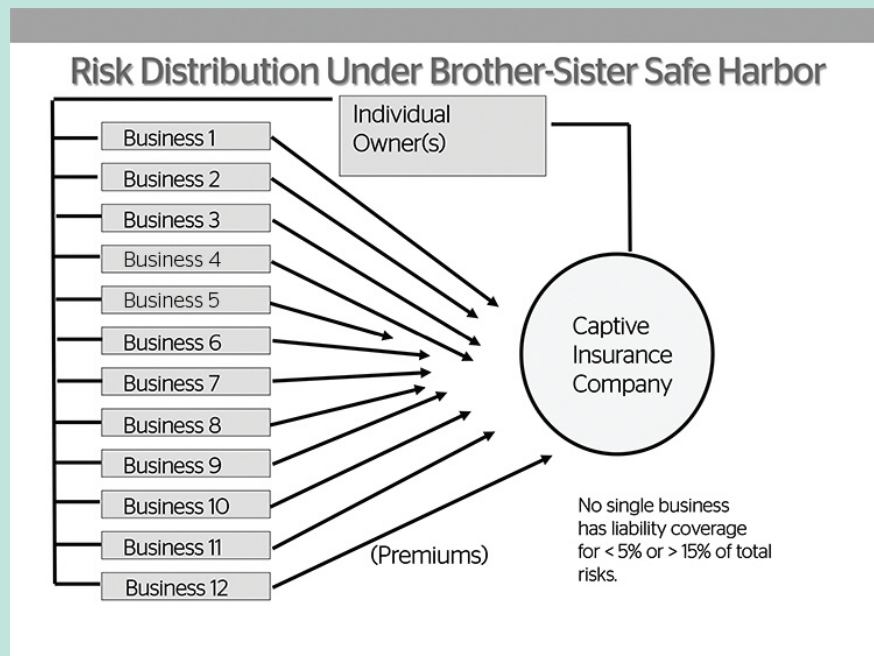 Risk Distribution Under Brother-Sister Safe Harbor
Individual
Owner(s)
Business 1
Business 2
Business 3
Business 4
Business 5
Business 6
Business 7
Business 8
Business 9
Business 10
Business 11
Business 12
Captive
Insurance
Company
(Premiums)
No single business
has liability coverage
for < 5% or > 15% of total
risks.